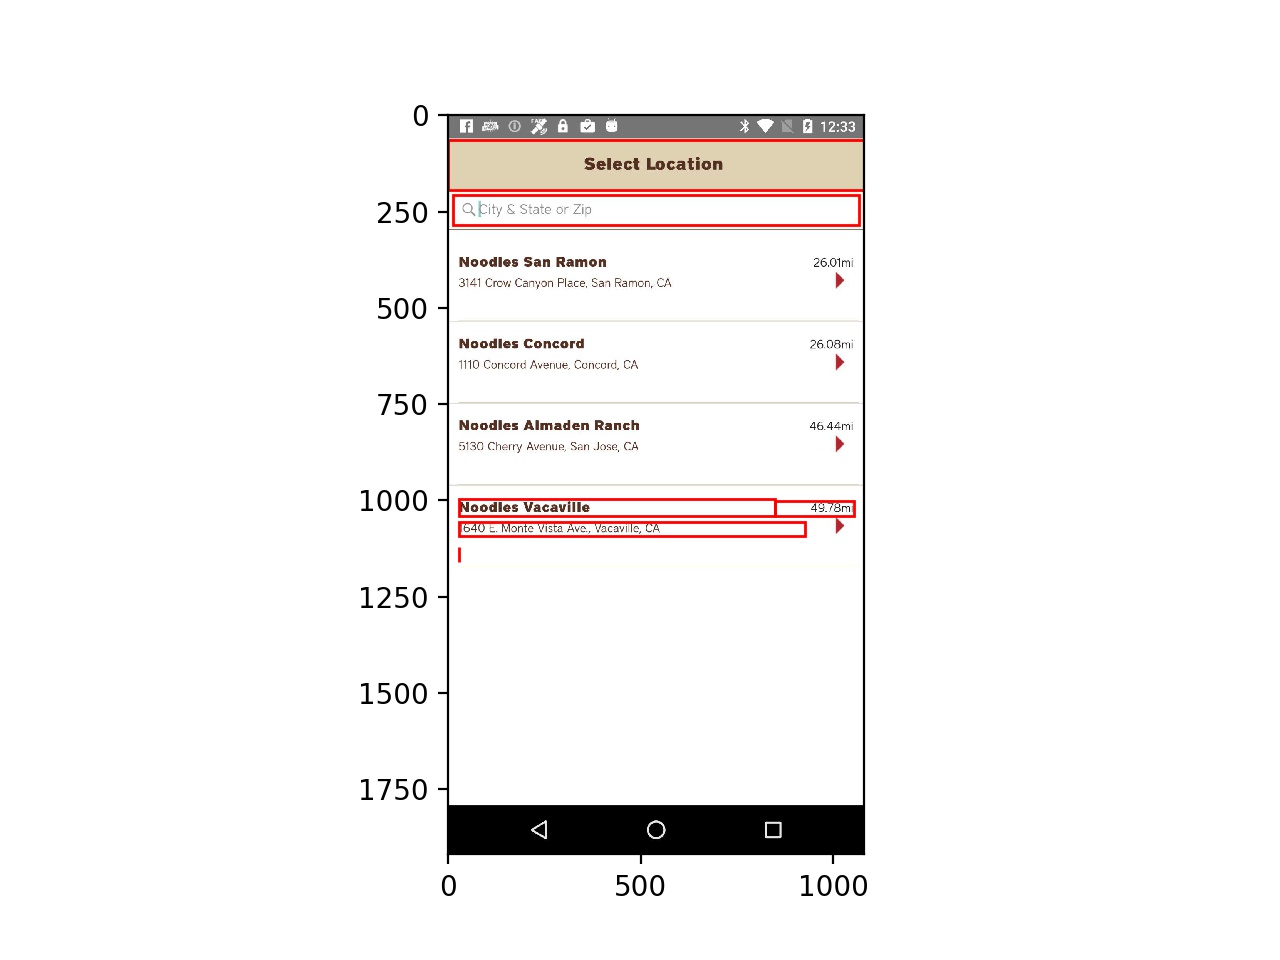 0
250
500
750
1000
1250
1500
1750
0 500 1000
12:33
Select Location
City & State or Zip
Noodles San Ramon 26.01mi
3141 Crow Canyon Place, San Ramon, CA
Noodles Concord 26.08mi
1110 Concord Avenue, Concord, CA
Noodles Almaden Ranch 46.44mi
5130 Cherry Avenue, San Jose, CA
Noodles Vacaville 49.78mi
1640 E. Monte Vista Ave., Vacaville, CA